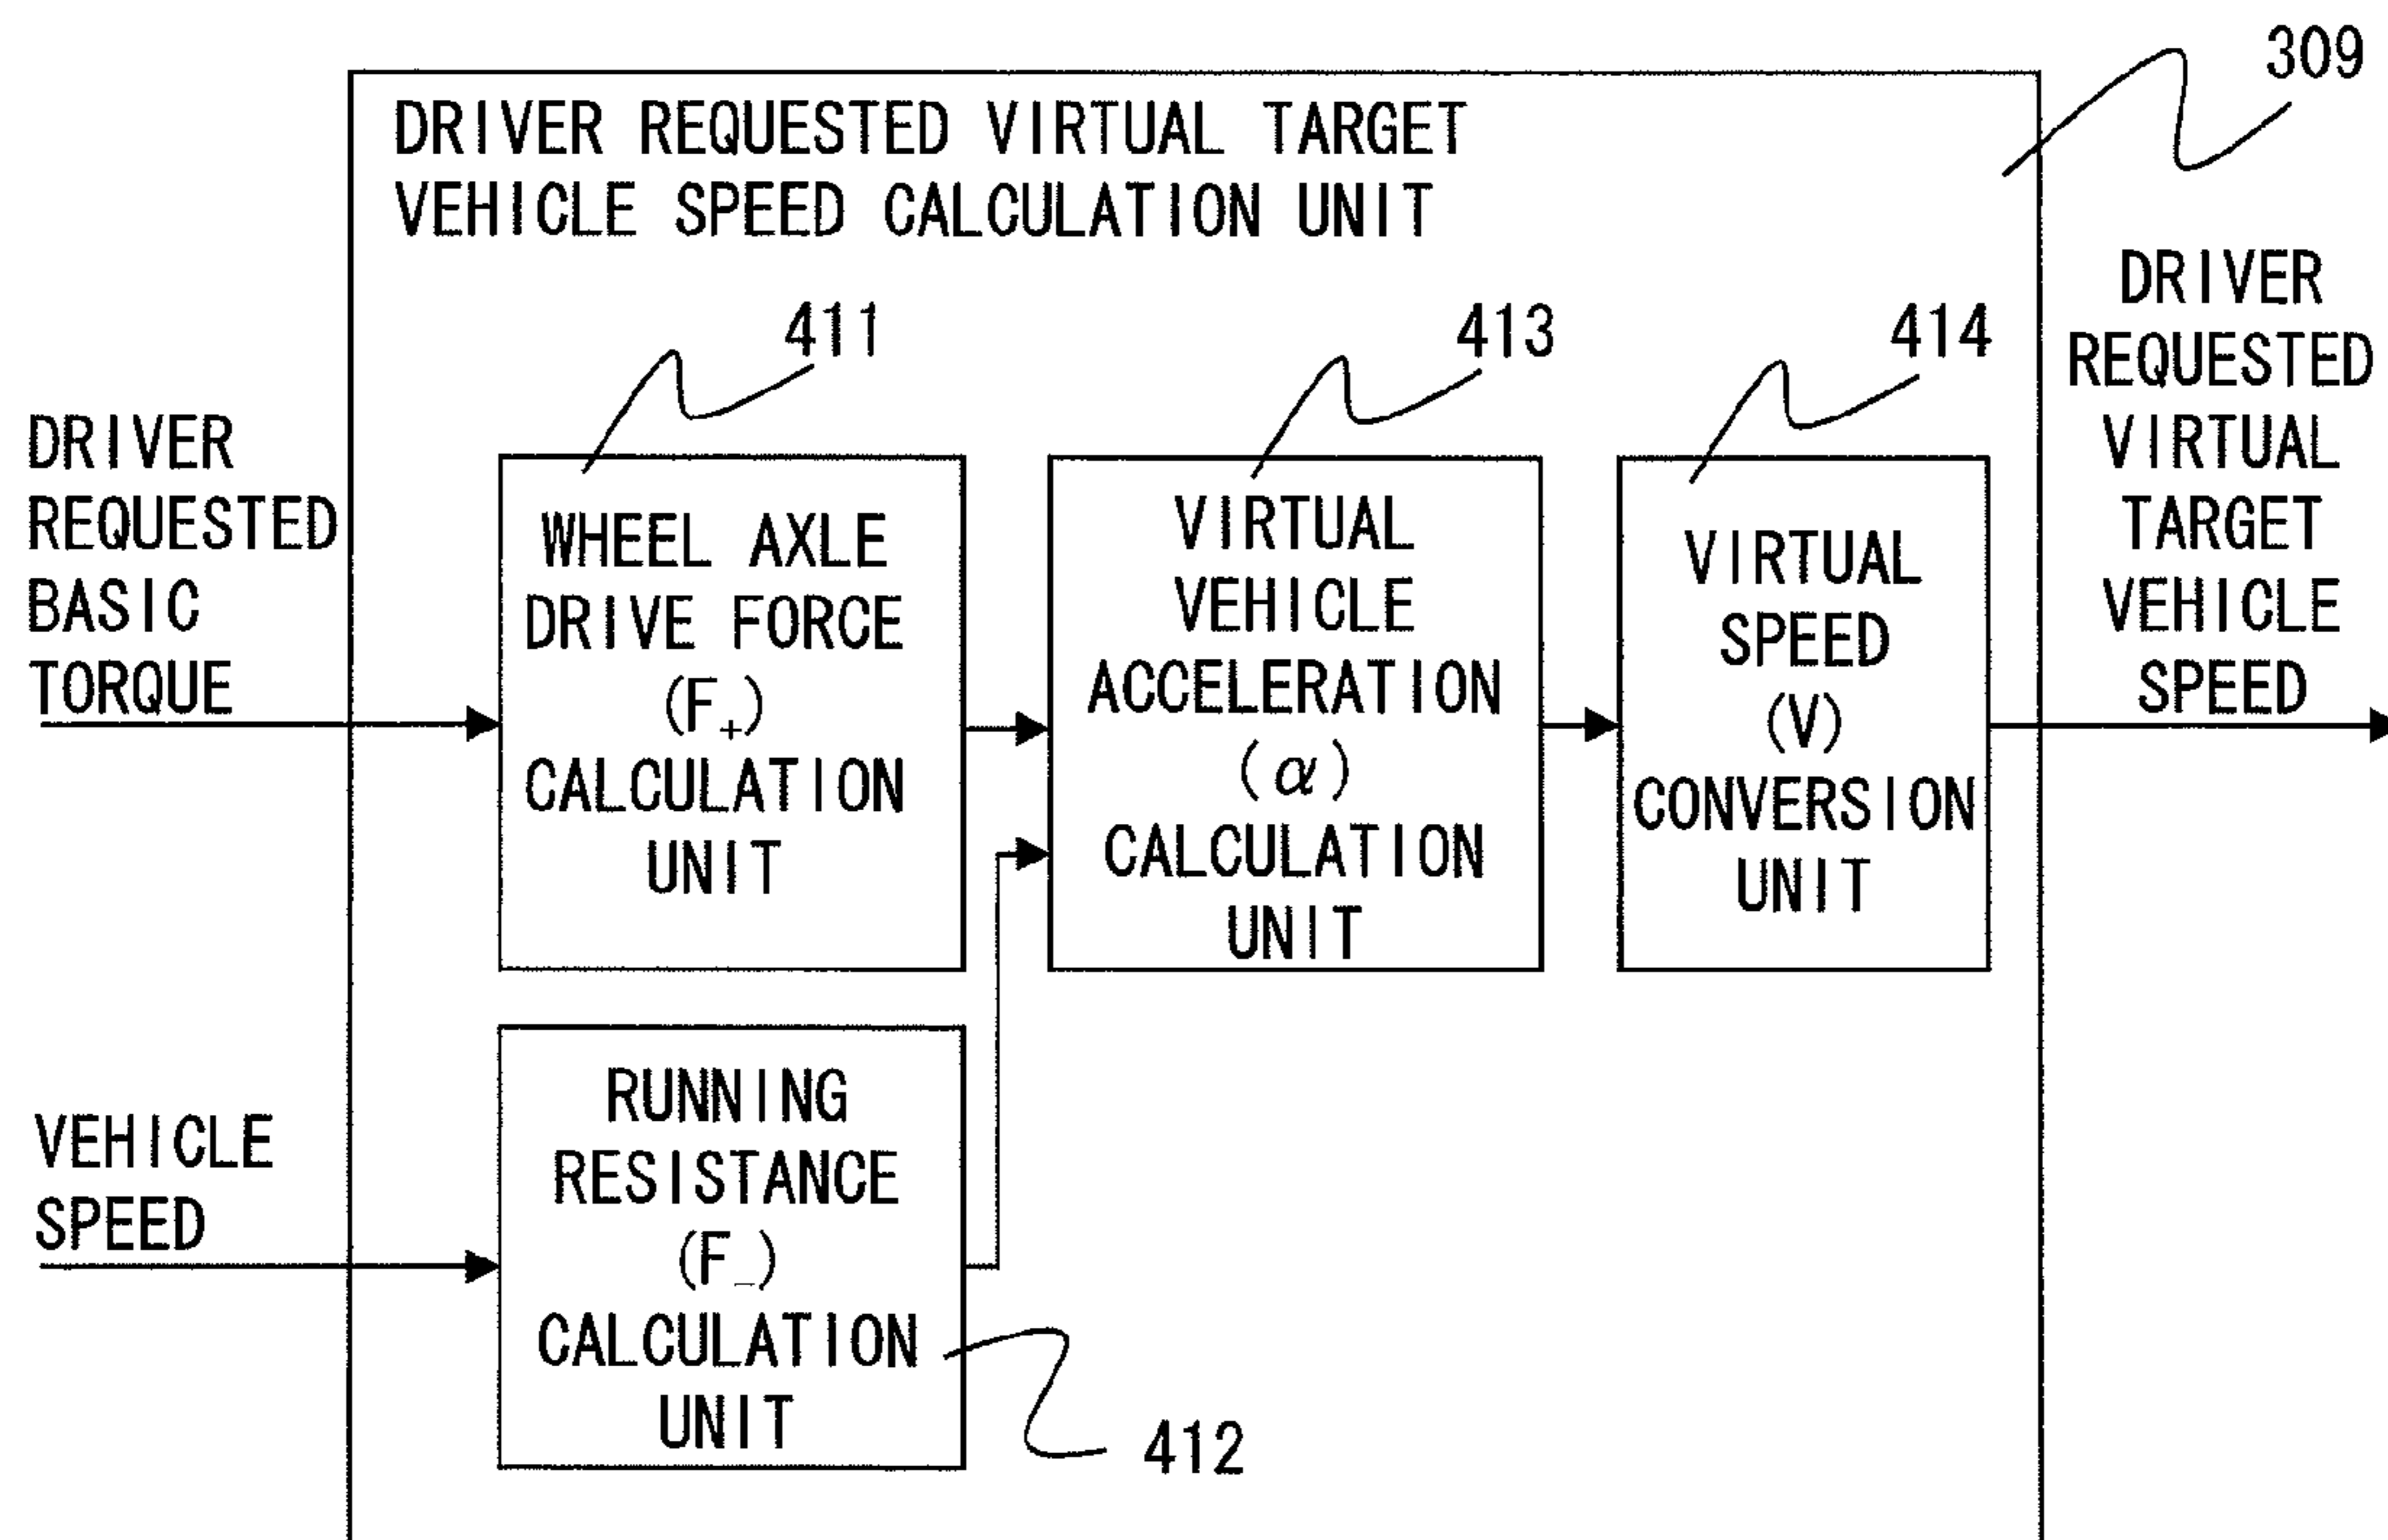 309
DRIVER REQUESTED VIRTUAL TARGET
VEHICLE SPEED CALCULATION UNIT
411
413
414
DRIVER
REQUESTED
BASIC
TORQUE
WHEEL AXLE
DRIVE FORCE
(F₊)
CALCULATION
UNIT
VIRTUAL
VEHICLE
ACCELERATION
(α)
CALCULATION
UNIT
VIRTUAL
SPEED
(V)
CONVERSION
UNIT
DRIVER
REQUESTED
VIRTUAL
TARGET
VEHICLE
SPEED
VEHICLE
SPEED
RUNNING
RESISTANCE
(F₋)
CALCULATION
UNIT
412